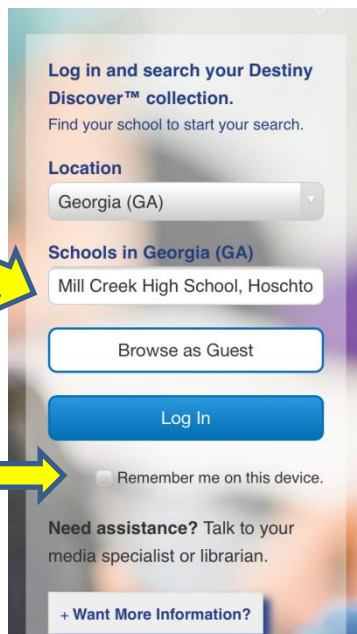 Log in and search your Destiny
Discover™ collection.
Find your school to start your search.
Location
Georgia (GA)
Schools in Georgia (GA)
Mill Creek High School, Hoschto
Browse as Guest
Log In
Remember me on this device.
Need assistance? Talk to your
media specialist or librarian.
+ Want More Information?